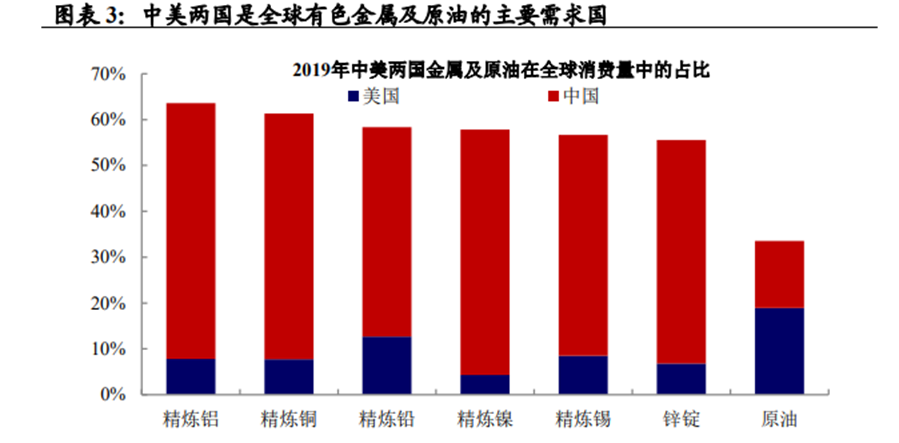 图表 3：中美两国是全球有色金属及原油的主要需求国
2019年中美两国金属及原油在全球消费量中的占比
美国 中国
70%
60%
50%
40%
30%
20%
10%
0%
精炼铝 精炼铜 精炼铅 精炼镍 精炼锡 锌锭 原油